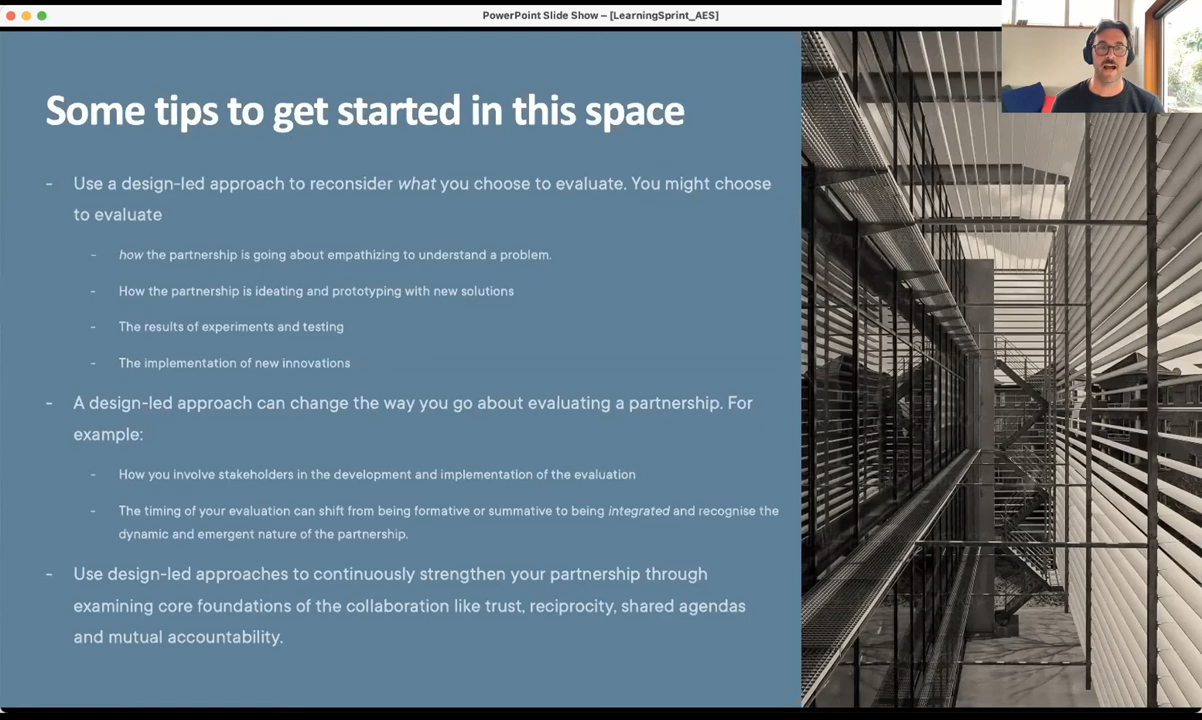 PowerPoint Slide Show – [LearningSprint_AES]
Some tips to get started in this space
- Use a design-led approach to reconsider what you choose to evaluate. You might choose
to evaluate
- how the partnership is going about empathizing to understand a problem.
- How the partnership is ideating and prototyping with new solutions
- The results of experiments and testing
- The implementation of new innovations
- A design-led approach can change the way you go about evaluating a partnership. For
example:
- How you involve stakeholders in the development and implementation of the evaluation
- The timing of your evaluation can shift from being formative or summative to being integrated and recognise the
dynamic and emergent nature of the partnership.
- Use design-led approaches to continuously strengthen your partnership through
examining core foundations of the collaboration like trust, reciprocity, shared agendas
and mutual accountability.